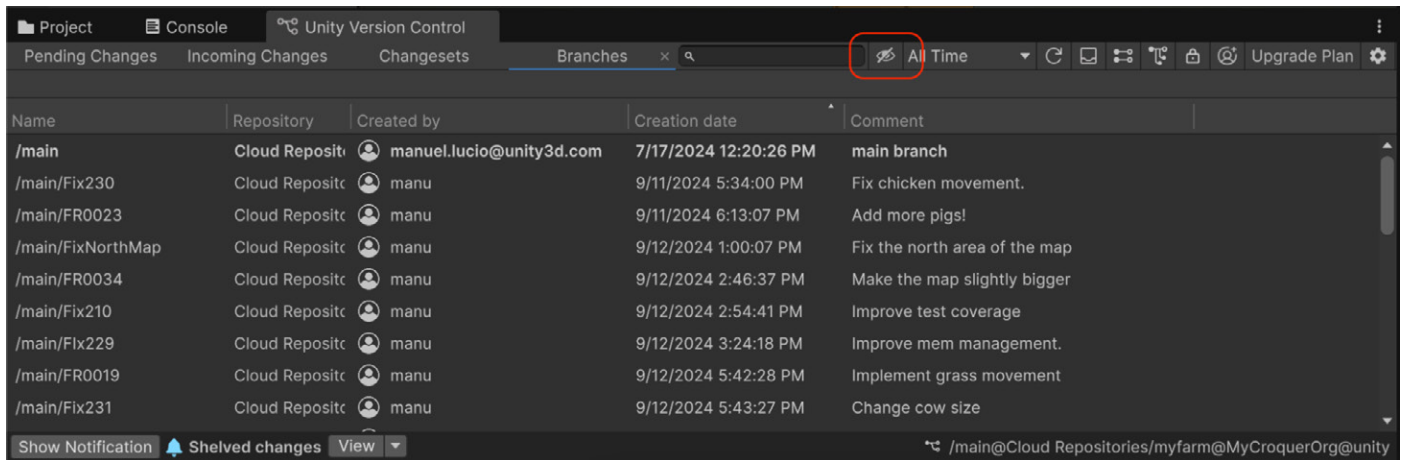 Project Console Unity Version Control
Pending Changes Incoming Changes Changesets Branches × All Time Upgrade Plan
Name Repository Created by Creation date Comment
/main Cloud Reposit manuel.lucio@unity3d.com 7/17/2024 12:20:26 PM main branch
/main/Fix230 Cloud Reposit manu 9/11/2024 5:34:00 PM Fix chicken movement.
/main/FR0023 Cloud Reposit manu 9/11/2024 6:13:07 PM Add more pigs!
/main/FixNorthMap Cloud Reposit manu 9/12/2024 1:00:07 PM Fix the north area of the map
/main/FR0034 Cloud Reposit manu 9/12/2024 2:46:37 PM Make the map slightly bigger
/main/Fix210 Cloud Reposit manu 9/12/2024 2:54:41 PM Improve test coverage
/main/FIx229 Cloud Reposit manu 9/12/2024 3:24:18 PM Improve mem management.
/main/FR0019 Cloud Reposit manu 9/12/2024 5:42:28 PM Implement grass movement
/main/Fix231 Cloud Reposit manu 9/12/2024 5:43:27 PM Change cow size
Show Notification Shelved changes View /main@Cloud Repositories/myfarm@MyCroquerOrg@unity